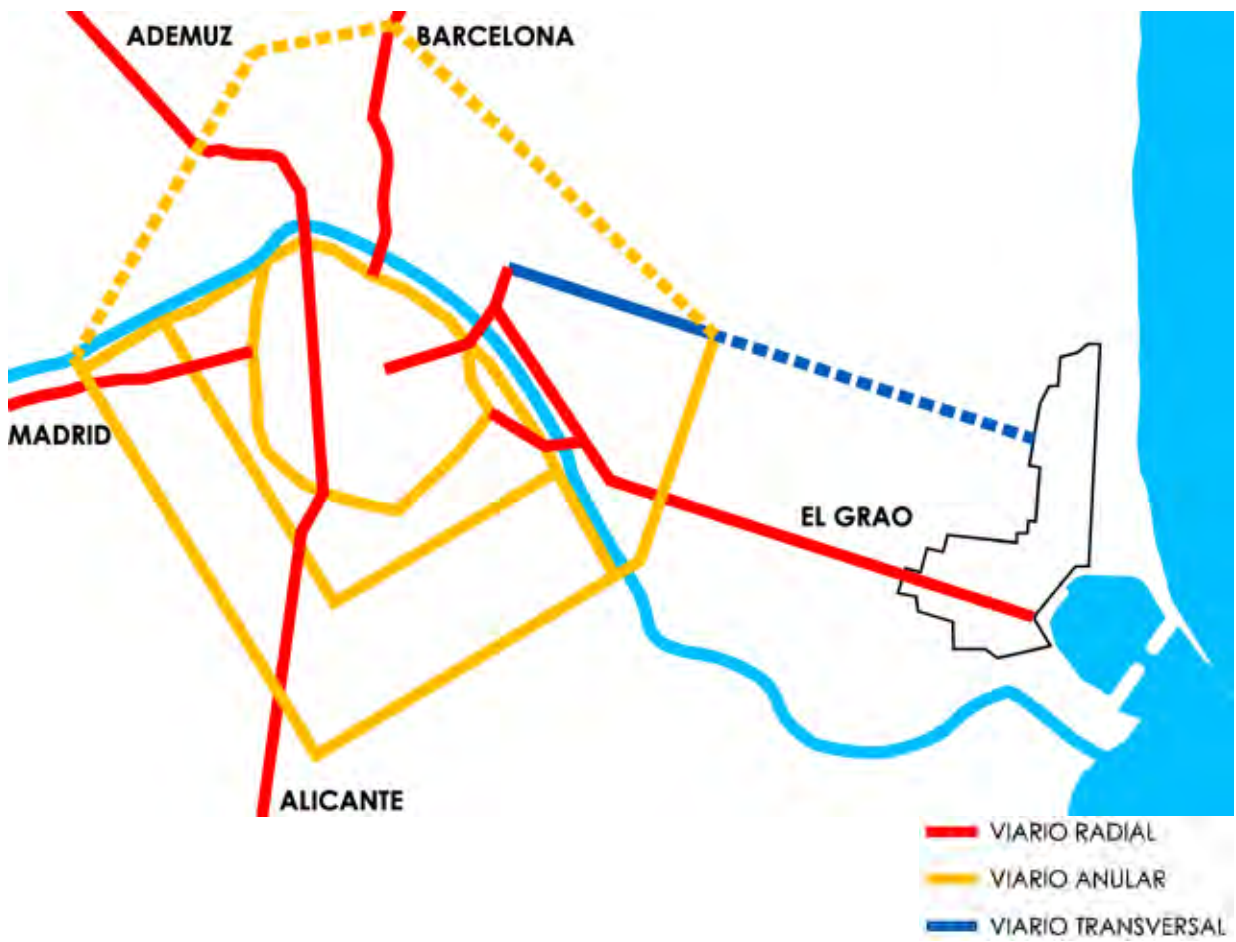 ADEMUZ
BARCELONA
MADRID
EL GRAO
ALICANTE
VIARIO RADIAL
VIARIO ANULAR
VIARIO TRANSVERSAL